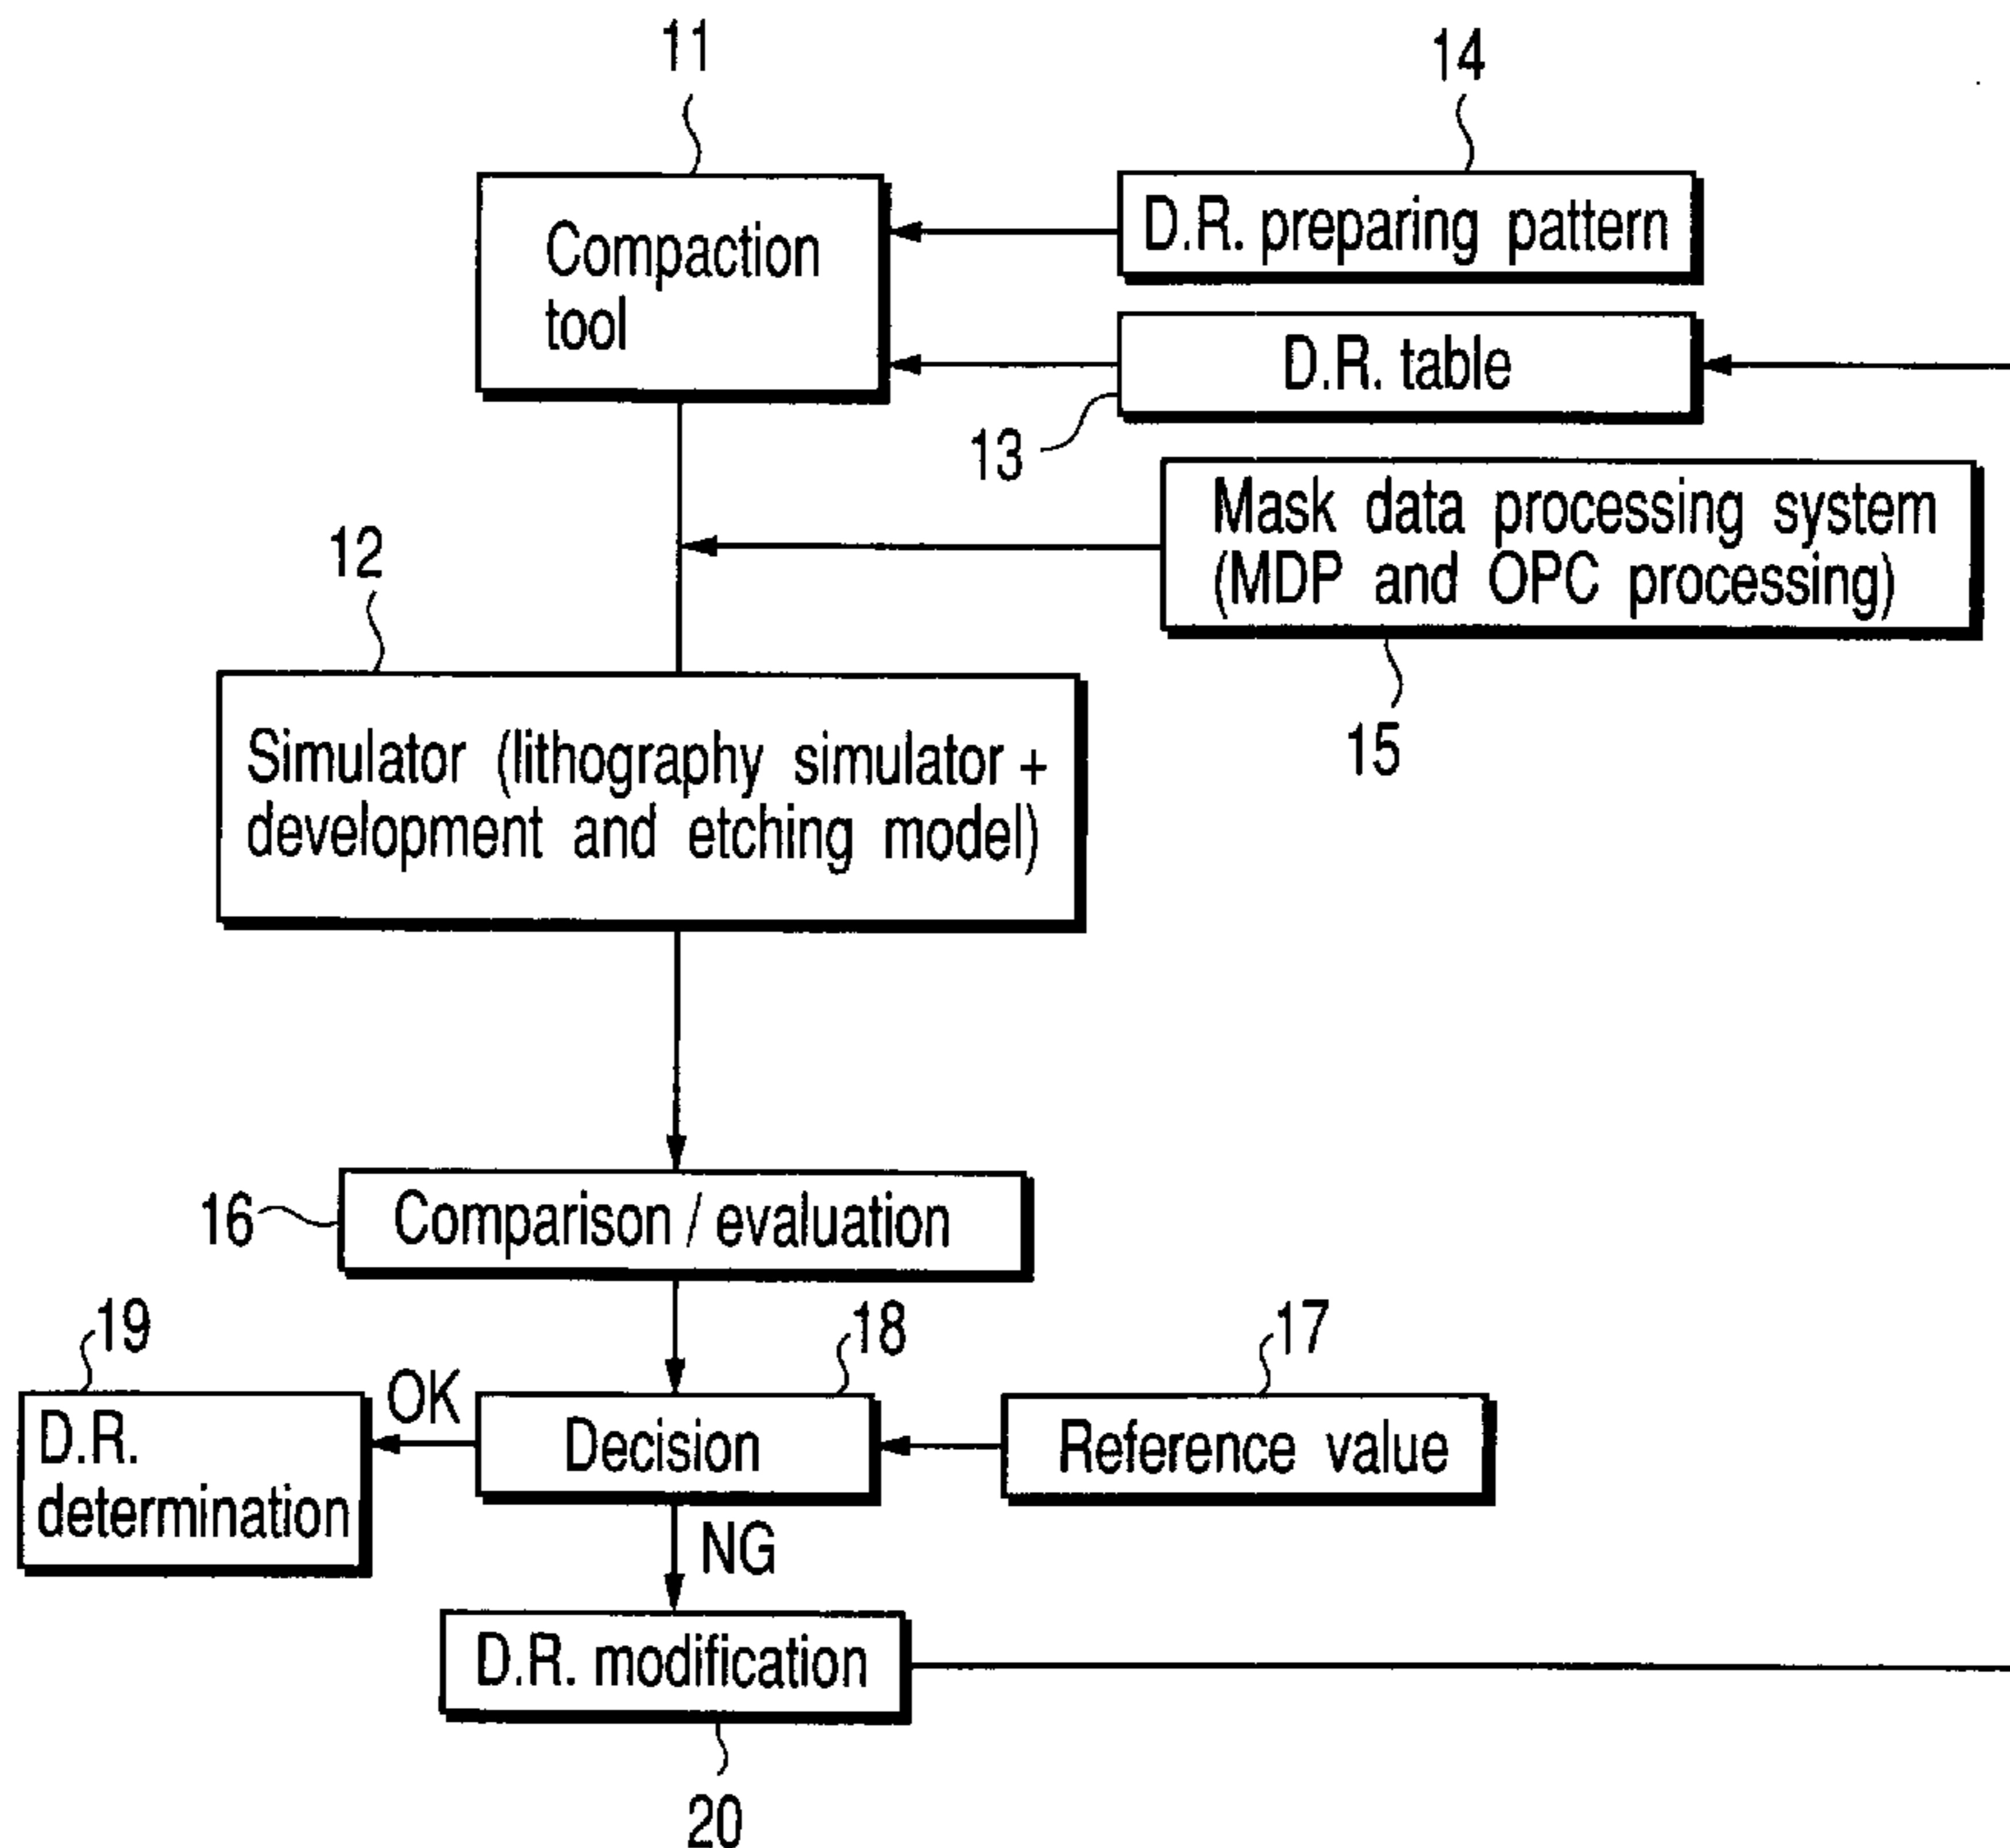 11
14
Compaction
tool
D.R. preparing pattern
D.R. table
13
Mask data processing system
(MDP and OPC processing)
12
15
Simulator (lithography simulator +
development and etching model)
16
Comparison / evaluation
19
18
17
OK
D.R.
determination
Decision
Reference value
NG
D.R. modification
20